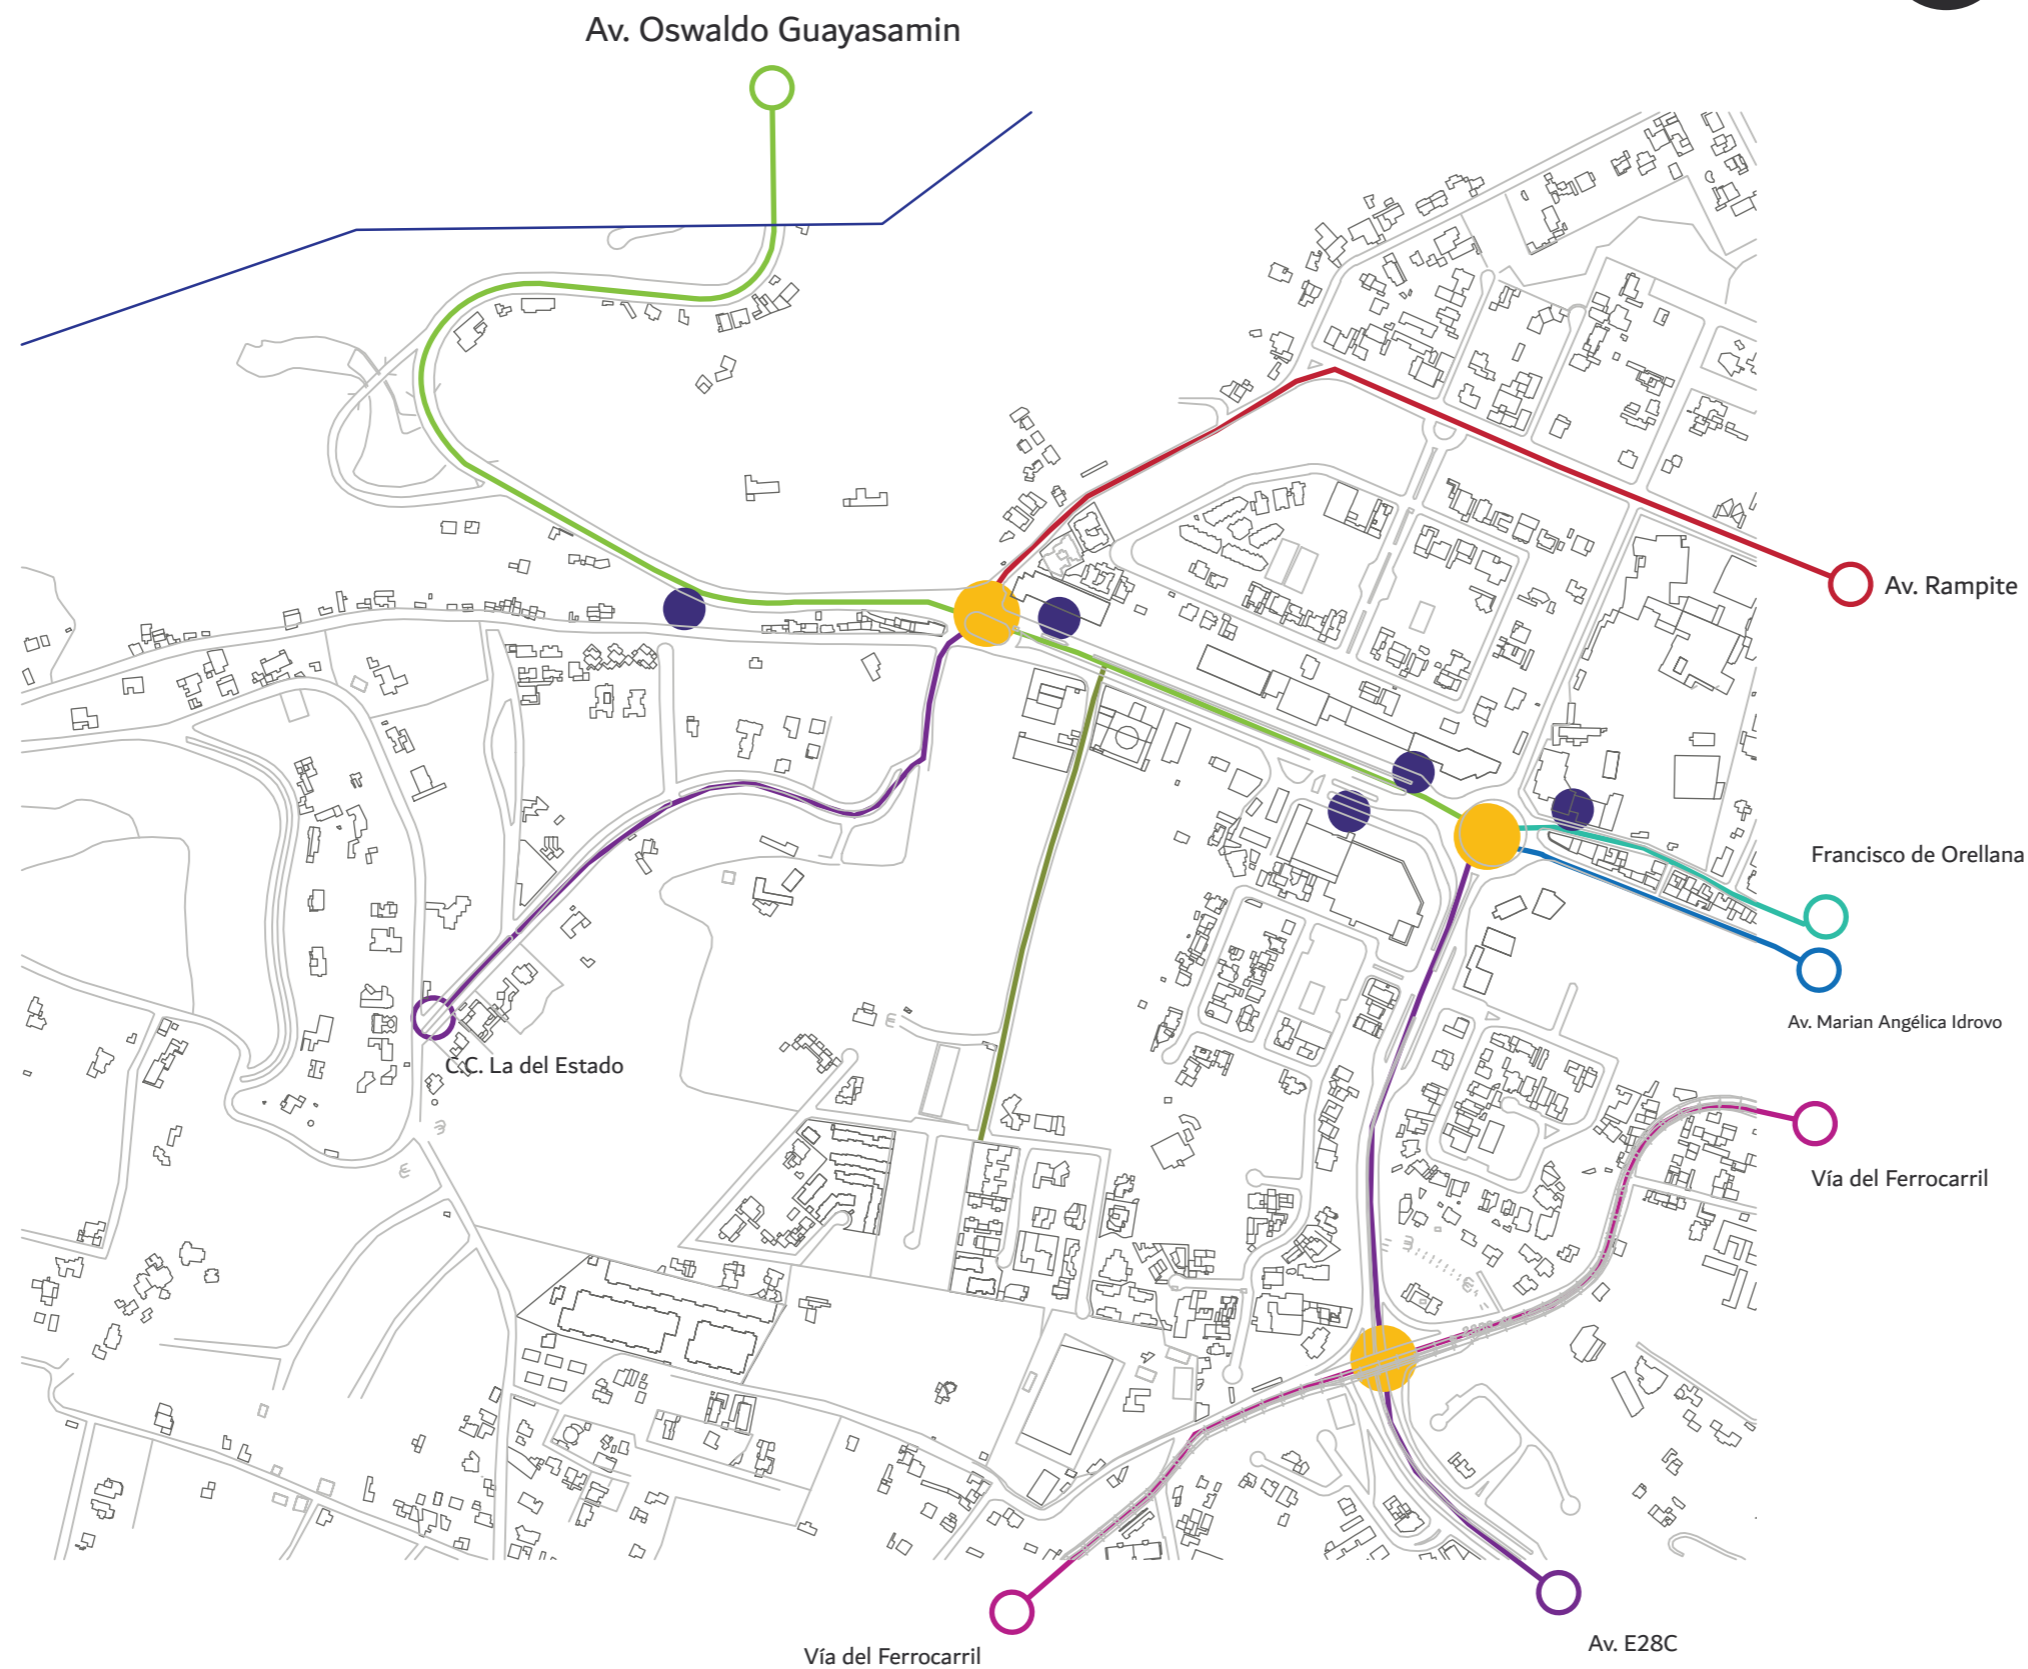 Av. Oswaldo Guayasamin
Av. Rampite
Francisco de Orellana
Av. Marian Angélica Idrovo
C.C. La del Estado
Vía del Ferrocarril
Av. E28C
Vía del Ferrocarril